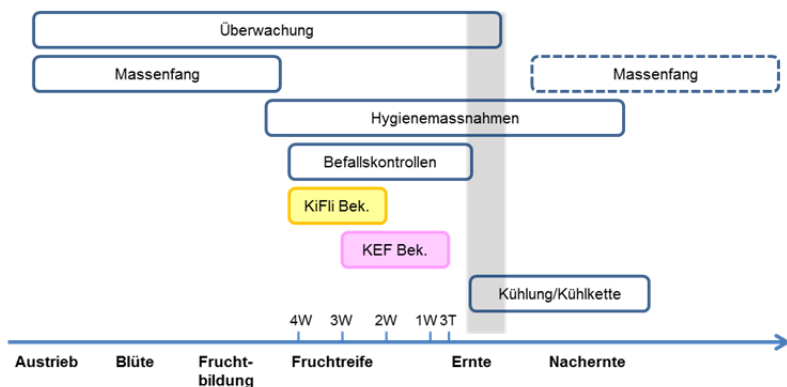 Überwachung
Massenfang
Massenfang
Hygienemassnahmen
Befallskontrollen
KiFli Bek.
KEF Bek.
Kühlung/Kühlkette
4W 3W 2W 1W 3T
Austrieb Blüte Frucht- Fruchtreife Ernte Nachernte
bildung